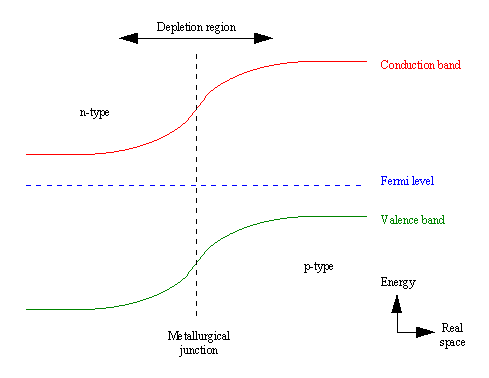 Depletion region
Conduction band
n-type
Fermi level
Valence band
p-type
Energy
Real
space
Metallurgical
junction